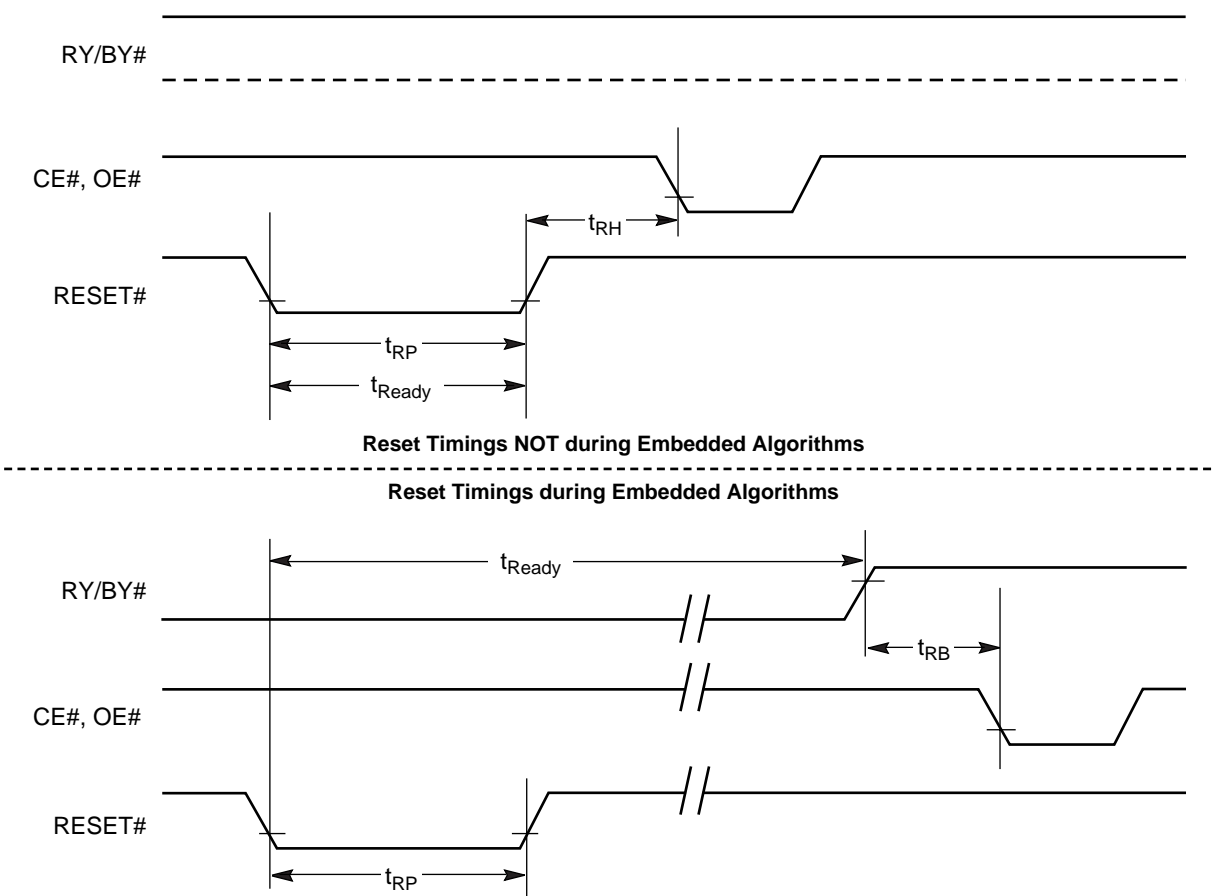 RY/BY#
CE#, OE#
tRH
RESET#
tRP
tReady
Reset Timings NOT during Embedded Algorithms
Reset Timings during Embedded Algorithms
tReady
RY/BY#
tRB
CE#, OE#
RESET#
tRP